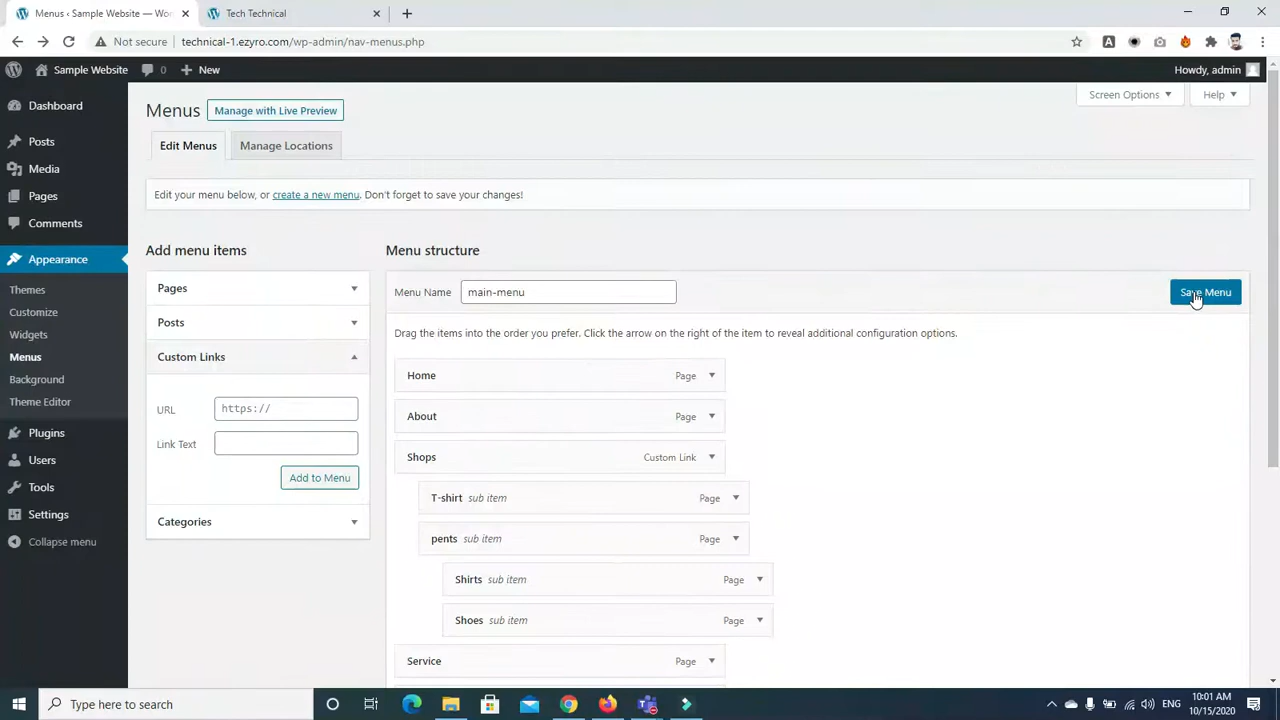 Menus ‹ Sample Website — Wor
Tech Technical
Not secure
technical-1.ezyro.com/wp-admin/nav-menus.php
Sample Website
0
New
Howdy, admin
Dashboard
Posts
Media
Pages
Comments
Appearance
Themes
Customize
Widgets
Menus
Background
Theme Editor
Plugins
Users
Tools
Settings
Collapse menu
Menus
Manage with Live Preview
Screen Options
Help
Edit Menus
Manage Locations
Edit your menu below, or create a new menu. Don't forget to save your changes!
Add menu items
Pages
Posts
Custom Links
URL
https://
Link Text
Add to Menu
Categories
Menu structure
Menu Name
main-menu
Save Menu
Drag the items into the order you prefer. Click the arrow on the right of the item to reveal additional configuration options.
Home Page
About Page
Shops Custom Link
T-shirt sub item Page
pents sub item Page
Shirts sub item Page
Shoes sub item Page
Service Page
Type here to search
ENG
10:01 AM
10/15/2020